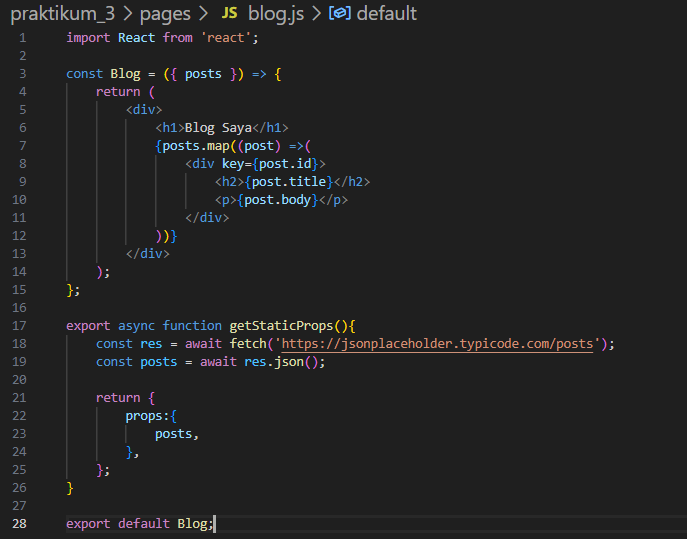 praktikum_3 > pages > JS blog.js > default
1 import React from 'react';
2
3 const Blog = ({ posts }) => {
4 return (
5 <div>
6 <h1>Blog Saya</h1>
7 {posts.map((post) =>(
8 <div key={post.id}>
9 <h2>{post.title}</h2>
10 <p>{post.body}</p>
11 </div>
12 ))}
13 </div>
14 );
15 };
16
17 export async function getStaticProps(){
18 const res = await fetch('https://jsonplaceholder.typicode.com/posts');
19 const posts = await res.json();
20
21 return {
22 props:{
23 posts,
24 },
25 };
26 }
27
28 export default Blog;